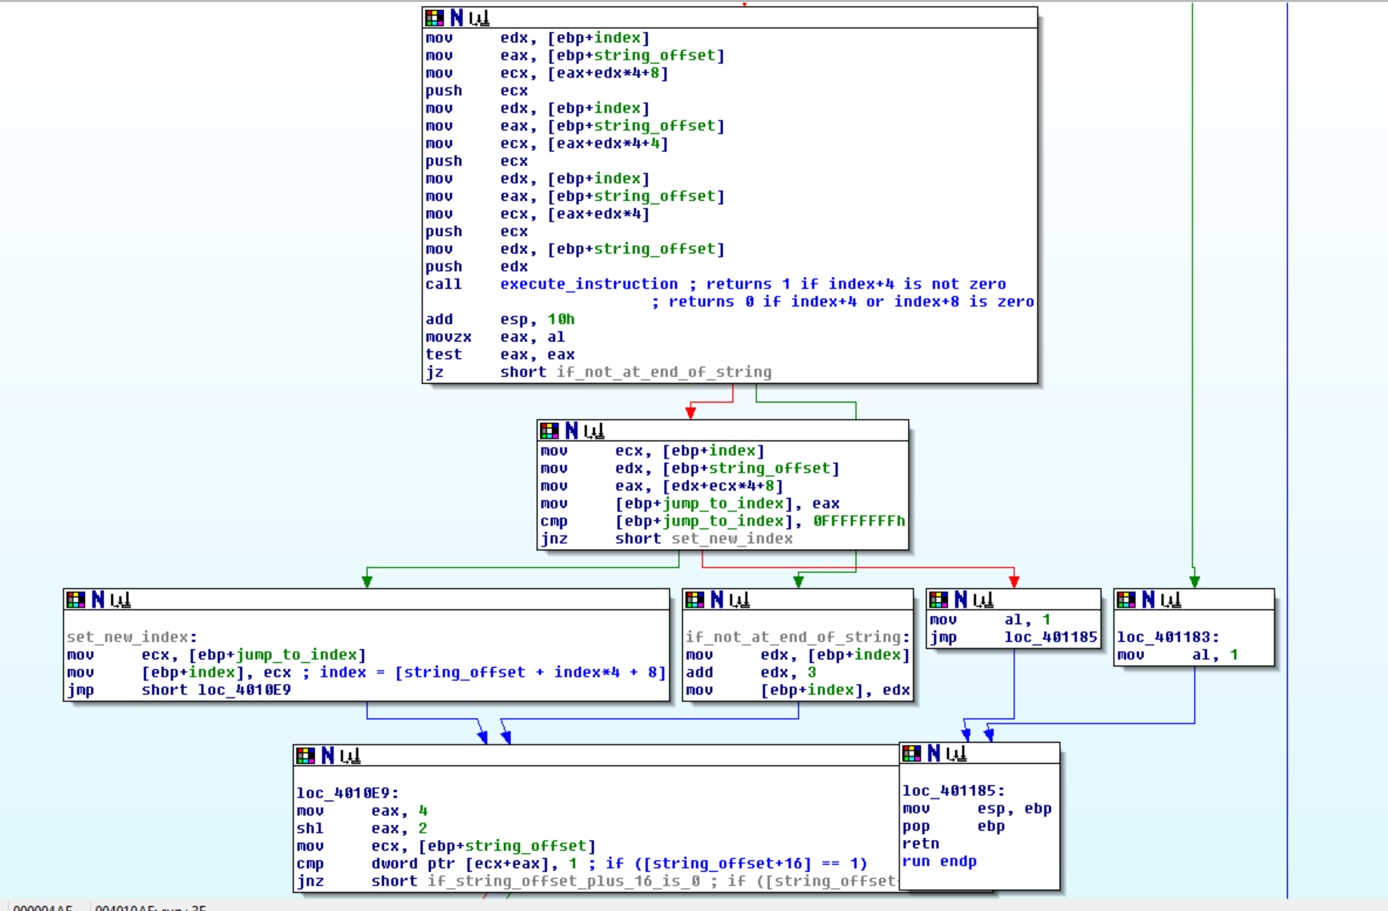 mov edx, [ebp+index]
mov eax, [ebp+string_offset]
mov ecx, [eax+edx*4+8]
push ecx
mov edx, [ebp+index]
mov eax, [ebp+string_offset]
mov ecx, [eax+edx*4+4]
push ecx
mov edx, [ebp+index]
mov eax, [ebp+string_offset]
mov ecx, [eax+edx*4]
push ecx
mov edx, [ebp+string_offset]
push edx
call execute_instruction ; returns 1 if index+4 is not zero
; returns 0 if index+4 or index+8 is zero
add esp, 10h
movzx eax, al
test eax, eax
jz short if_not_at_end_of_string
mov ecx, [ebp+index]
mov edx, [ebp+string_offset]
mov eax, [edx+ecx*4+8]
mov [ebp+jump_to_index], eax
cmp [ebp+jump_to_index], 0FFFFFFFFh
jnz short set_new_index
set_new_index:
mov ecx, [ebp+jump_to_index]
mov [ebp+index], ecx ; index = [string_offset + index*4 + 8]
jmp short loc_4010E9
if_not_at_end_of_string:
mov edx, [ebp+index]
add edx, 3
mov [ebp+index], edx
mov al, 1
jmp loc_401185
loc_401183:
mov al, 1
loc_4010E9:
mov eax, 4
shl eax, 2
mov ecx, [ebp+string_offset]
cmp dword ptr [ecx+eax], 1 ; if ([string_offset+16] == 1)
jnz short if_string_offset_plus_16_is_0 ; if ([string_offset
loc_401185:
mov esp, ebp
pop ebp
retn
run endp